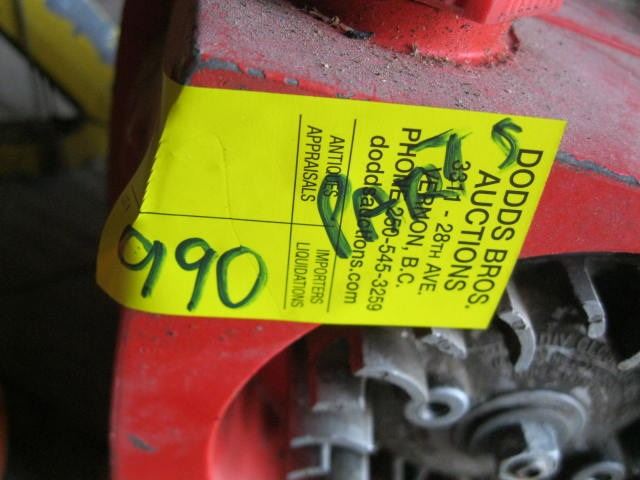 DODDS BROS.
AUCTIONS
3311 - 28TH AVE.
VERNON, B.C.
PHONE 250-545-3259
doddsauctions.com
ANTIQUES
APPRAISALS
IMPORTERS
LIQUIDATIONS
990